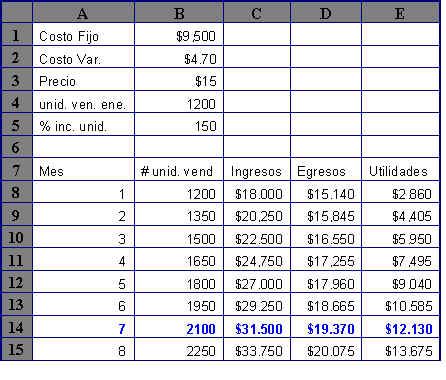 A B C D E
1 Costo Fijo $9,500
2 Costo Var. $4.70
3 Precio $15
4 unid. ven. ene. 1200
5 % inc. unid. 150
6
7 Mes # unid. vend Ingresos Egresos Utilidades
8 1 1200 $18.000 $15.140 $2.860
9 2 1350 $20,250 $15,845 $4,405
10 3 1500 $22.500 $16.550 $5.950
11 4 1650 $24,750 $17,255 $7,495
12 5 1800 $27.000 $17.960 $9.040
13 6 1950 $29.250 $18.665 $10.585
14 7 2100 $31.500 $19.370 $12.130
15 8 2250 $33.750 $20.075 $13.675